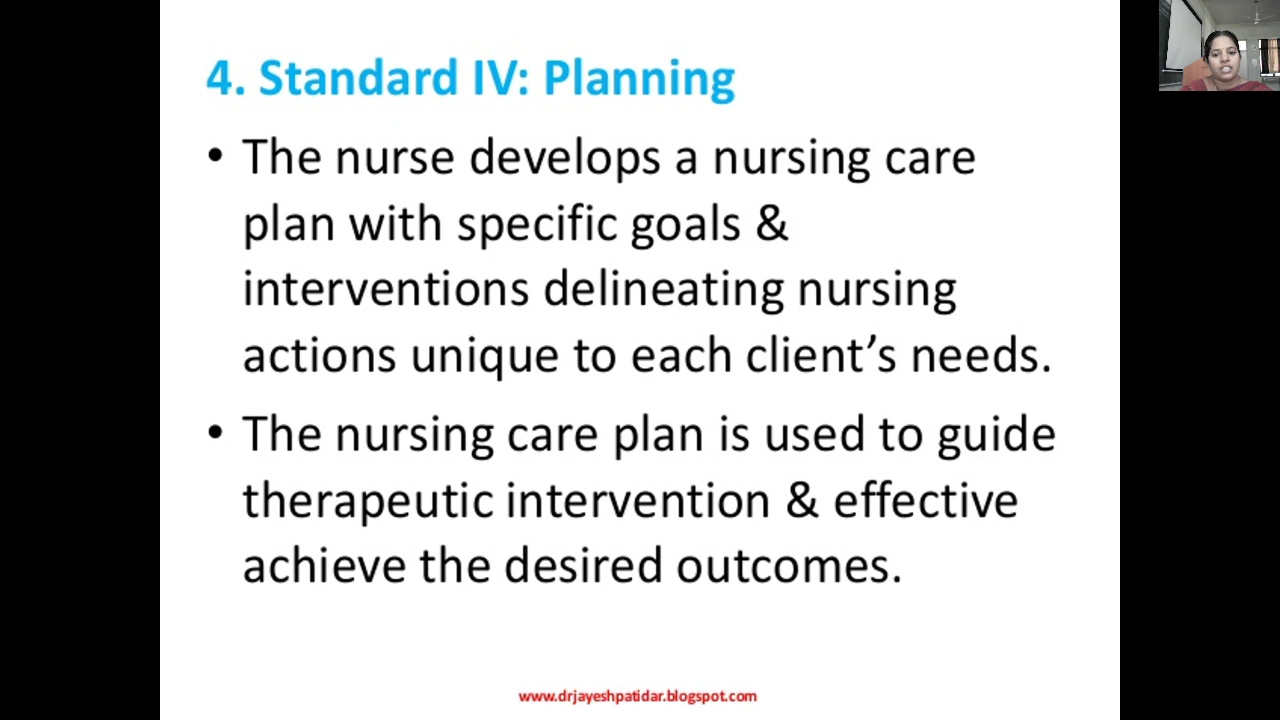 4. Standard IV: Planning
• The nurse develops a nursing care
plan with specific goals &
interventions delineating nursing
actions unique to each client’s needs.
• The nursing care plan is used to guide
therapeutic intervention & effective
achieve the desired outcomes.
www.drjayeshpatidar.blogspot.com